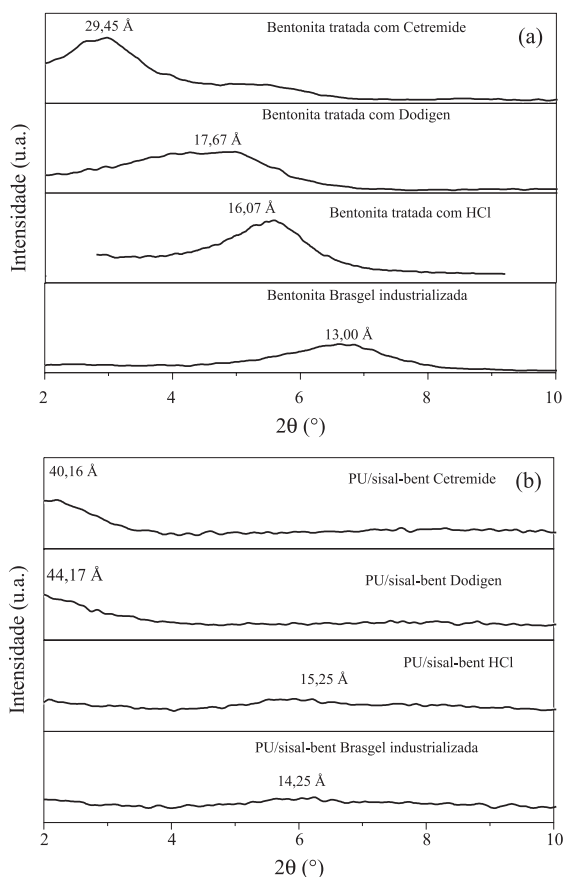 29,45 Å
Bentonita tratada com Cetremide
(a)
Bentonita tratada com Dodigen
17,67 Å
16,07 Å
Bentonita tratada com HCl
Bentonita Brasgel industrializada
13,00 Å
Intensidade (u.a.)
2 4 6 8 10
2θ (°)
40,16 Å
PU/sisal-bent Cetremide
(b)
44,17 Å
PU/sisal-bent Dodigen
PU/sisal-bent HCl
15,25 Å
PU/sisal-bent Brasgel industrializada
14,25 Å
Intensidade (u.a.)
2 4 6 8 10
2θ (°)